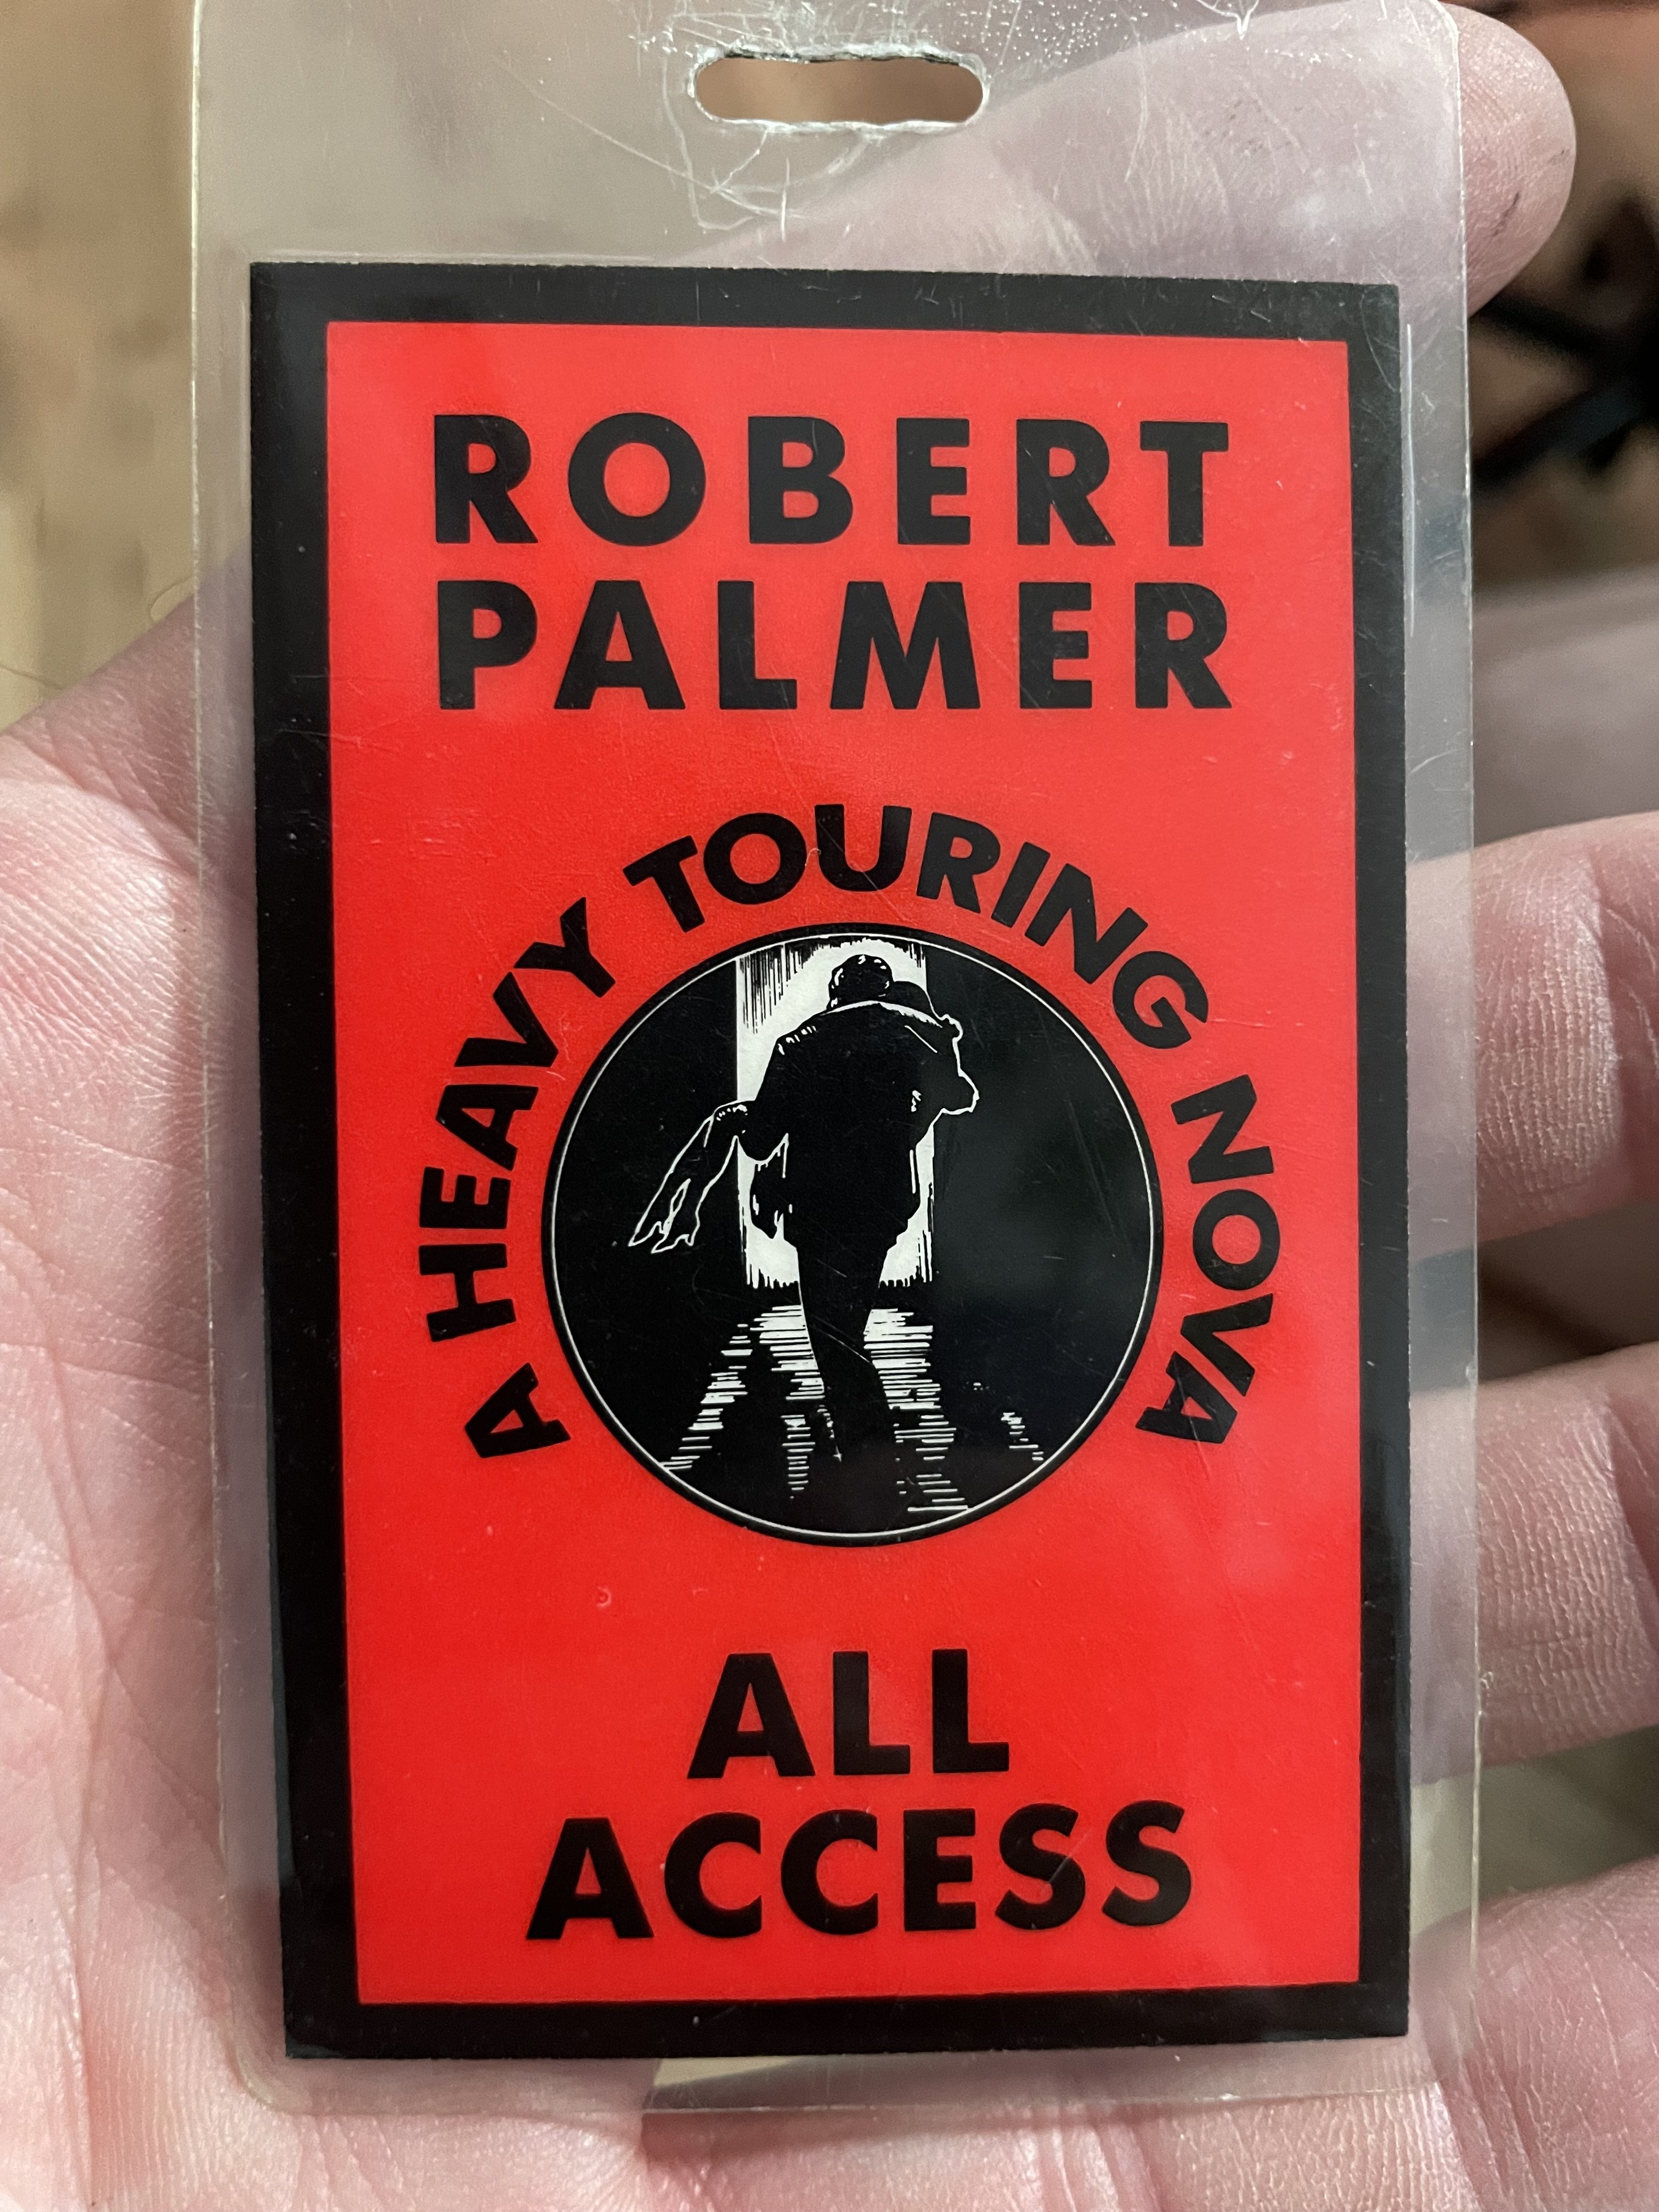 ROBERT
PALMER
A HEAVY TOURING NOVA
ALL
ACCESS